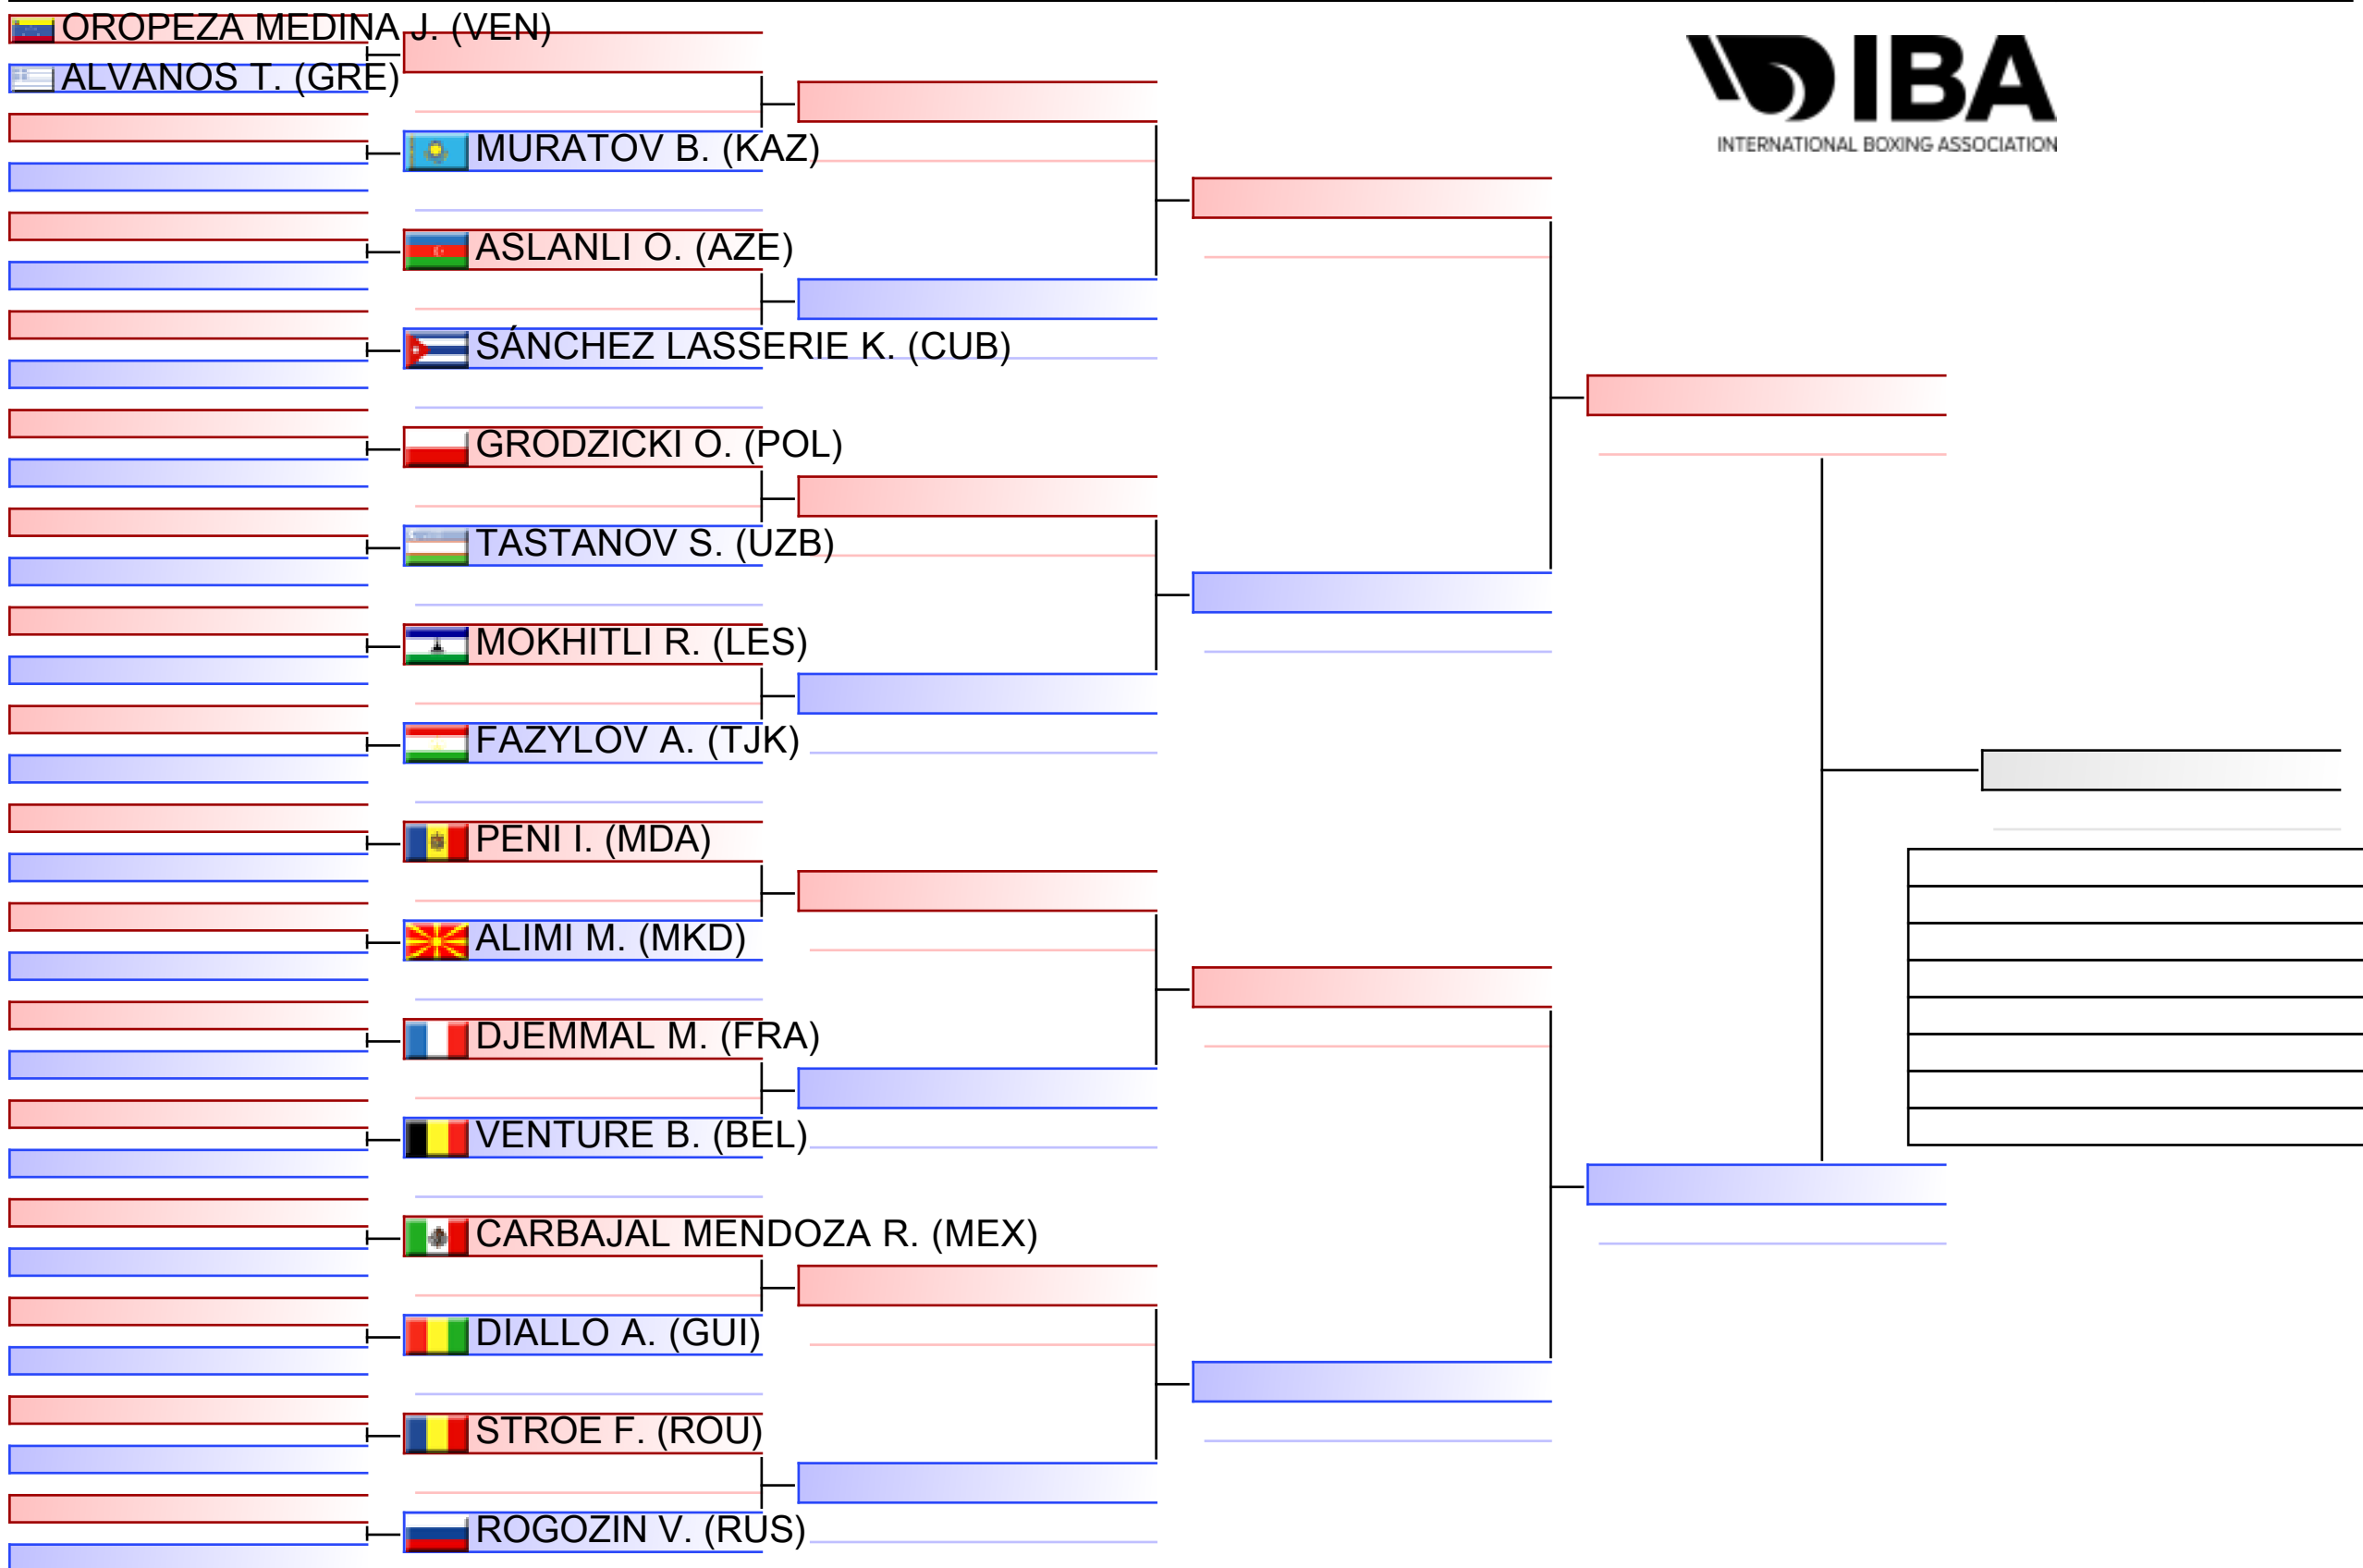 OROPEZA MEDINA J. (VEN)
ALVANOS T. (GRE)
IBA
INTERNATIONAL BOXING ASSOCIATION
MURATOV B. (KAZ)
ASLANLI O. (AZE)
SÁNCHEZ LASSERIE K. (CUB)
GRODZICKI O. (POL)
TASTANOV S. (UZB)
MOKHITLI R. (LES)
FAZYLOV A. (TJK)
PENI I. (MDA)
ALIMI M. (MKD)
DJEMMAL M. (FRA)
VENTURE B. (BEL)
CARBAJAL MENDOZA R. (MEX)
DIALLO A. (GUI)
STROE F. (ROU)
ROGOZIN V. (RUS)